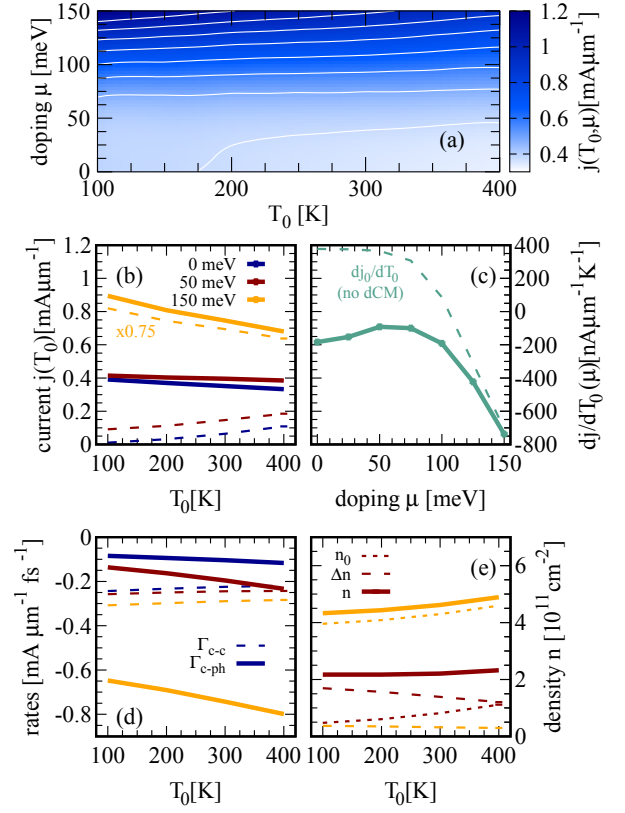 150
100
50
0
doping μ [meV]
(a)
100
200
300
400
T0 [K]
1.2
1
0.8
0.6
0.4
j(T0,μ)[mAμm-1]
1.2
1
0.8
0.6
0.4
0.2
0
current j(T0)[mAμm-1]
(b)
0 meV
50 meV
150 meV
x0.75
100
200
300
400
T0[K]
dj0/dT0
(no dCM)
(c)
400
200
0
-200
-400
-600
-800
dj/dT0(μ)[nAμm-1K-1]
0
50
100
150
doping μ [meV]
0
-0.2
-0.4
-0.6
-0.8
rates [mA μm-1 fs-1]
Γc-c
Γc-ph
(d)
100
200
300
400
T0[K]
n0
Δn
n
(e)
6
4
2
0
density n [1011cm-2]
100
200
300
400
T0[K]